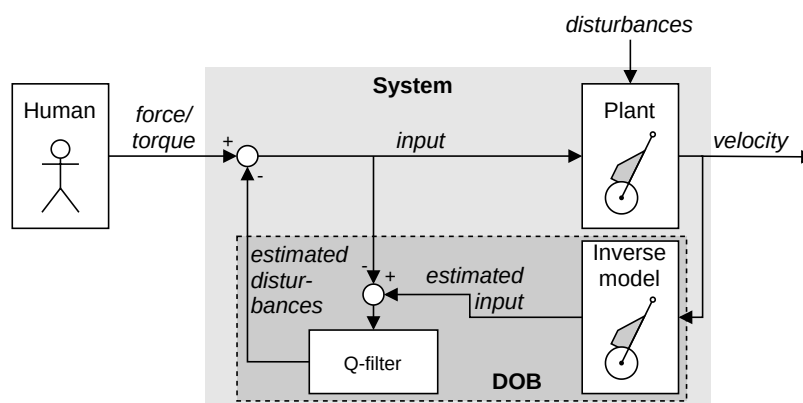 disturbances
System
Human
force/
torque
+
-
input
Plant
velocity
estimated
distur-
bances
-
+
estimated
input
Inverse
model
Q-filter
DOB